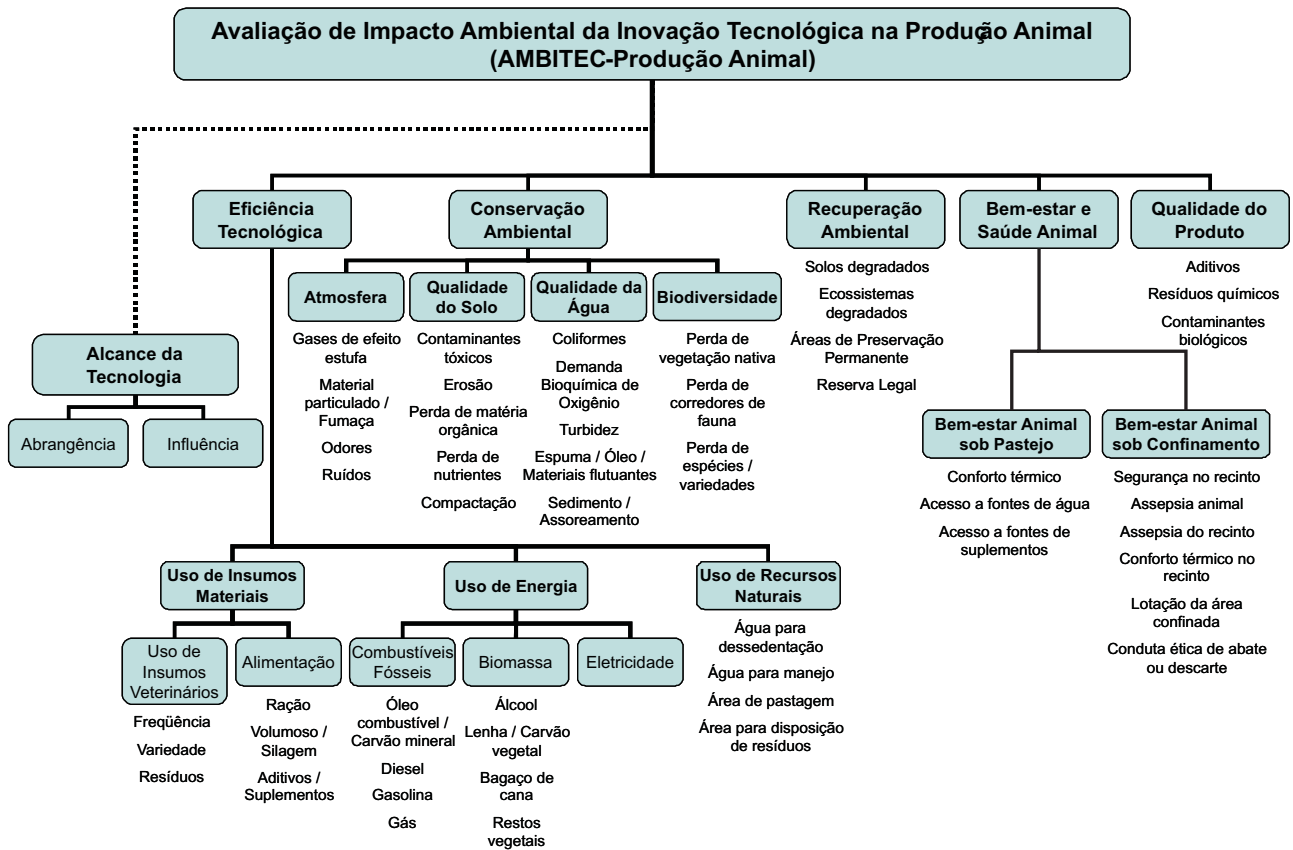 Avaliação de Impacto Ambiental da Inovação Tecnológica na Produção Animal
(AMBITEC-Produção Animal)
Eficiência
Tecnológica
Conservação
Ambiental
Recuperação
Ambiental
Bem-estar e
Saúde Animal
Qualidade do
Produto
Alcance da
Tecnologia
Abrangência
Influência
Atmosfera
Gases de efeito
estufa
Material
particulado /
Fumaça
Odores
Ruídos
Qualidade
do Solo
Contaminantes
tóxicos
Erosão
Perda de matéria
orgânica
Perda de
nutrientes
Compactação
Qualidade da
Água
Coliformes
Demanda
Bioquímica de
Oxigênio
Turbidez
Espuma / Óleo /
Materiais flutuantes
Sedimento /
Assoreamento
Biodiversidade
Perda de
vegetação nativa
Perda de
corredores de
fauna
Perda de
espécies /
variedades
Solos degradados
Ecossistemas
degradados
Áreas de Preservação
Permanente
Reserva Legal
Aditivos
Resíduos químicos
Contaminantes
biológicos
Bem-estar Animal
sob Pastejo
Conforto térmico
Acesso a fontes de água
Acesso a fontes de
suplementos
Bem-estar Animal
sob Confinamento
Segurança no recinto
Assepsia animal
Assepsia do recinto
Conforto térmico no
recinto
Lotação da área
confinada
Conduta ética de abate
ou descarte
Uso de Insumos
Materiais
Uso de Energia
Uso de Recursos
Naturais
Uso de
Insumos
Veterinários
Freqüência
Variedade
Resíduos
Alimentação
Ração
Volumoso /
Silagem
Aditivos /
Suplementos
Combustíveis
Fósseis
Óleo
combustível /
Carvão mineral
Diesel
Gasolina
Gás
Biomassa
Álcool
Lenha / Carvão
vegetal
Bagaço de
cana
Restos
vegetais
Eletricidade
Água para
dessedentação
Água para manejo
Área de pastagem
Área para disposição
de resíduos